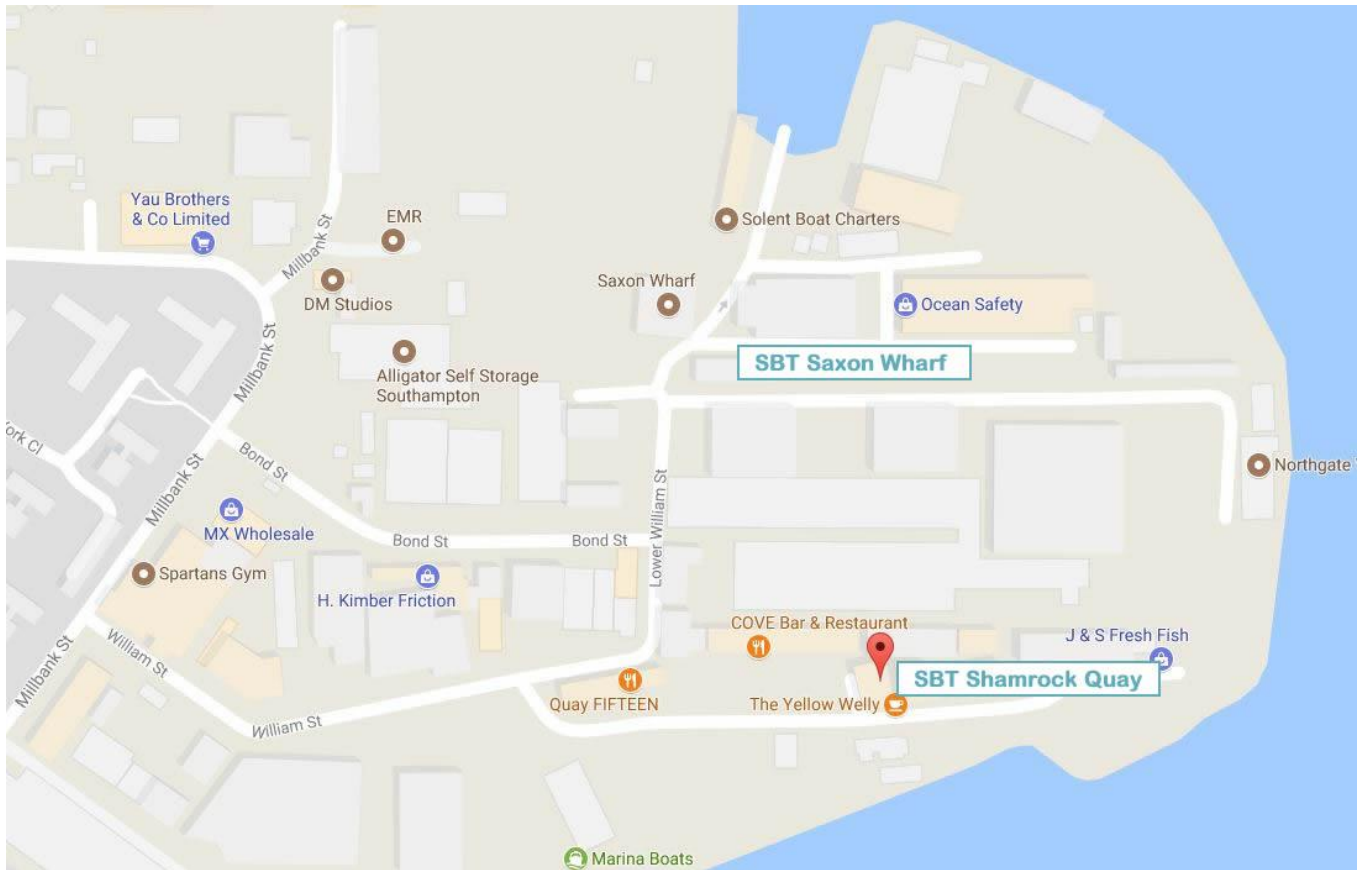 Yau Brothers
& Co Limited
Millbank St
EMR
DM Studios
Solent Boat Charters
Saxon Wharf
Ocean Safety
Millbank St
Alligator Self Storage
Southampton
SBT Saxon Wharf
York Cl
Bond St
Millbank St
Northgate
MX Wholesale
Bond St
Bond St
Lower William St
Spartans Gym
H. Kimber Friction
COVE Bar & Restaurant
J & S Fresh Fish
William St
Millbank St
SBT Shamrock Quay
Quay FIFTEEN
The Yellow Welly
William St
Marina Boats